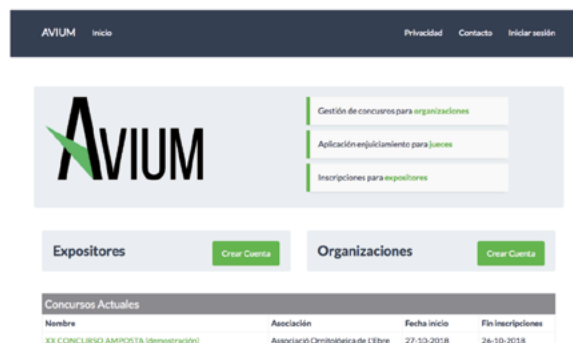 AVIUM Inicio Privacidad Contacto Iniciar sesión
AVIUM
Gestión de concusros para organizaciones
Aplicación enjuiciamiento para jueces
Inscripciones para expositores
Expositores Crear Cuenta Organizaciones Crear Cuenta
Concursos Actuales
Nombre Asociación Fecha inicio Fin inscripciones
XX CONCURSO AMPOSTA [demostración] Associació Ornitològica de L'Ebre 27-10-2018 26-10-2018